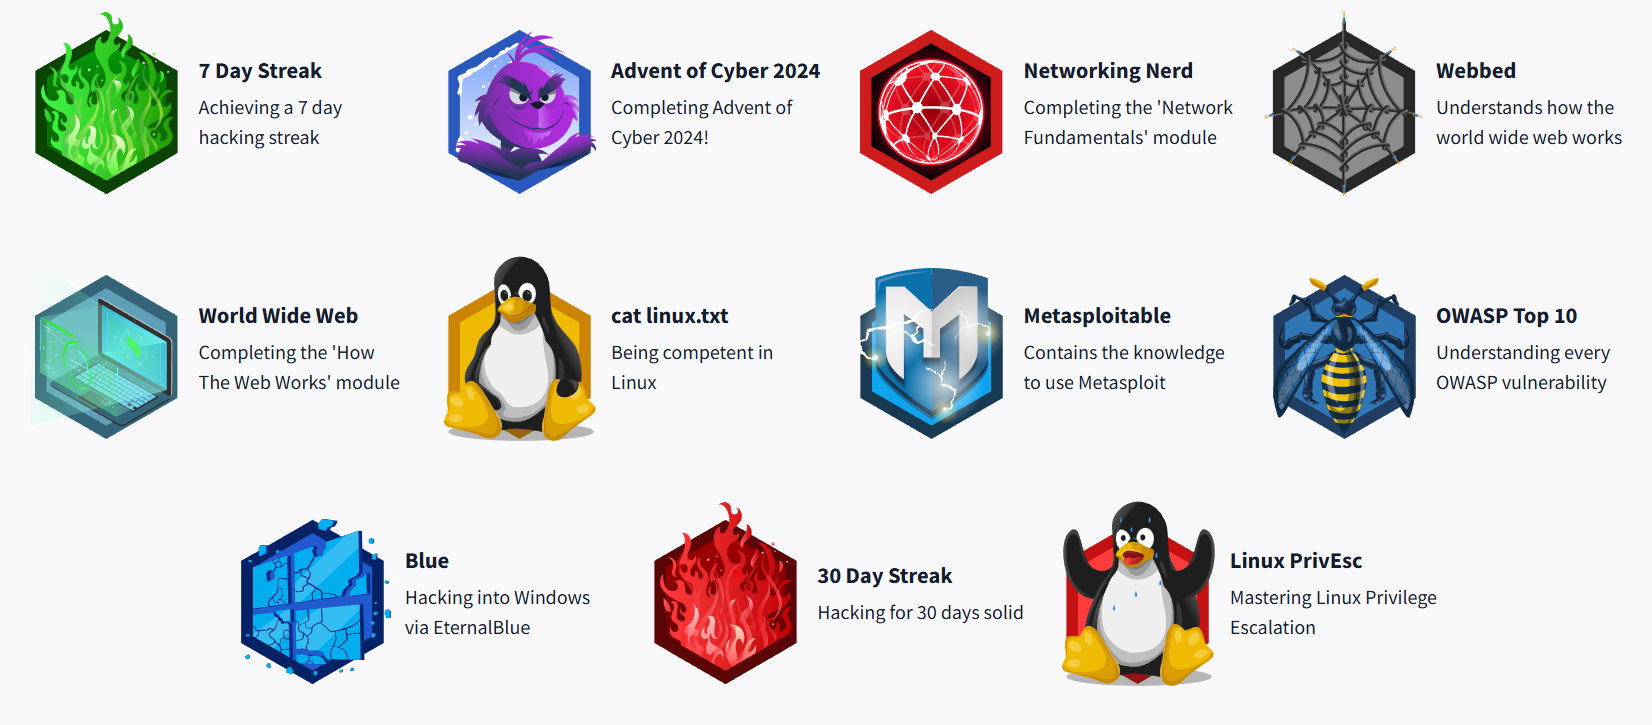 7 Day Streak
Achieving a 7 day
hacking streak
Advent of Cyber 2024
Completing Advent of
Cyber 2024!
Networking Nerd
Completing the 'Network
Fundamentals' module
Webbed
Understands how the
world wide web works
World Wide Web
Completing the 'How
The Web Works' module
cat linux.txt
Being competent in
Linux
Metasploitable
Contains the knowledge
to use Metasploit
OWASP Top 10
Understanding every
OWASP vulnerability
Blue
Hacking into Windows
via EternalBlue
30 Day Streak
Hacking for 30 days solid
Linux PrivEsc
Mastering Linux Privilege
Escalation